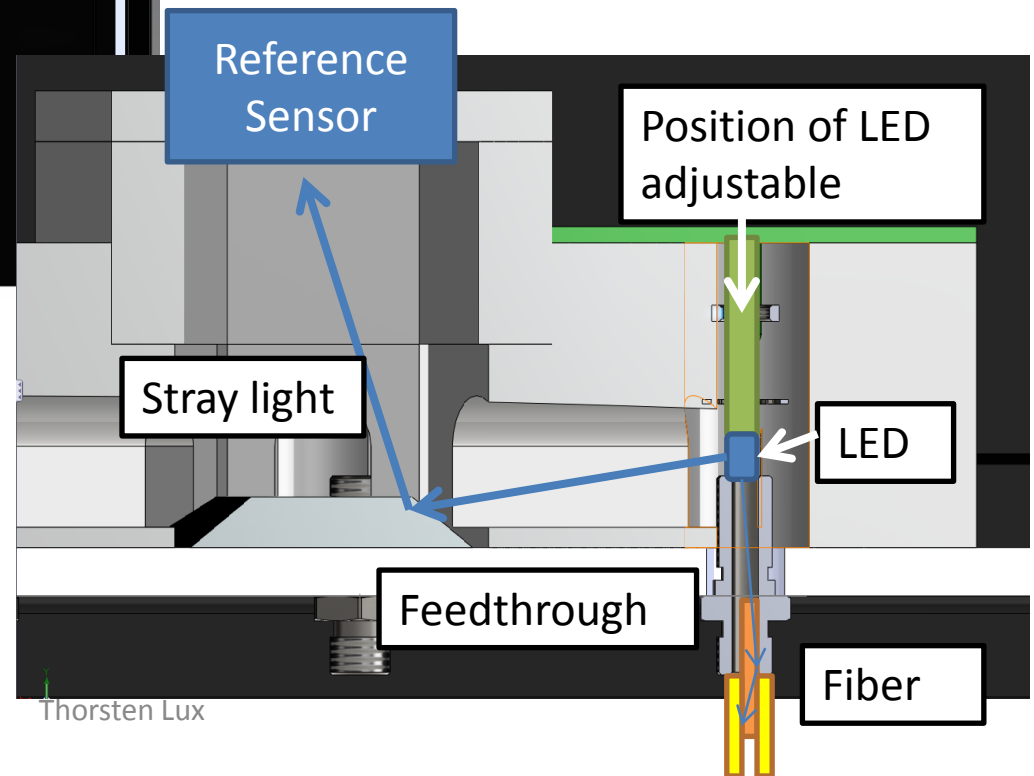 Reference
Sensor
Position of LED
adjustable
Stray light
LED
Feedthrough
Fiber
Thorsten Lux